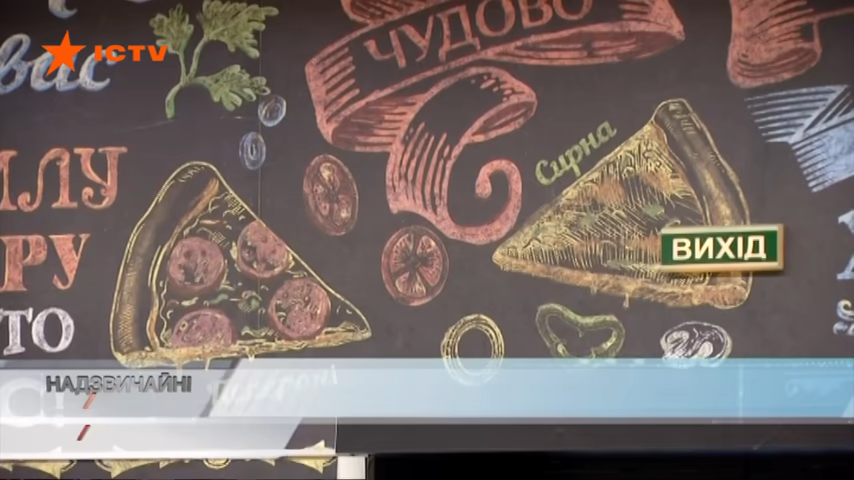 ICTV
вас
ЧУДОВО
Сирна
ИЛУ
РУ
ТО
ВИХІД
НАДЗВИЧАЙНІ